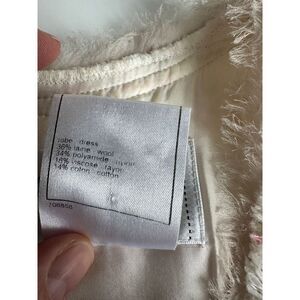 robe . dress
36% laine . wool
34% polyamide . nylon
16% viscose . rayon
14% coton . cotton